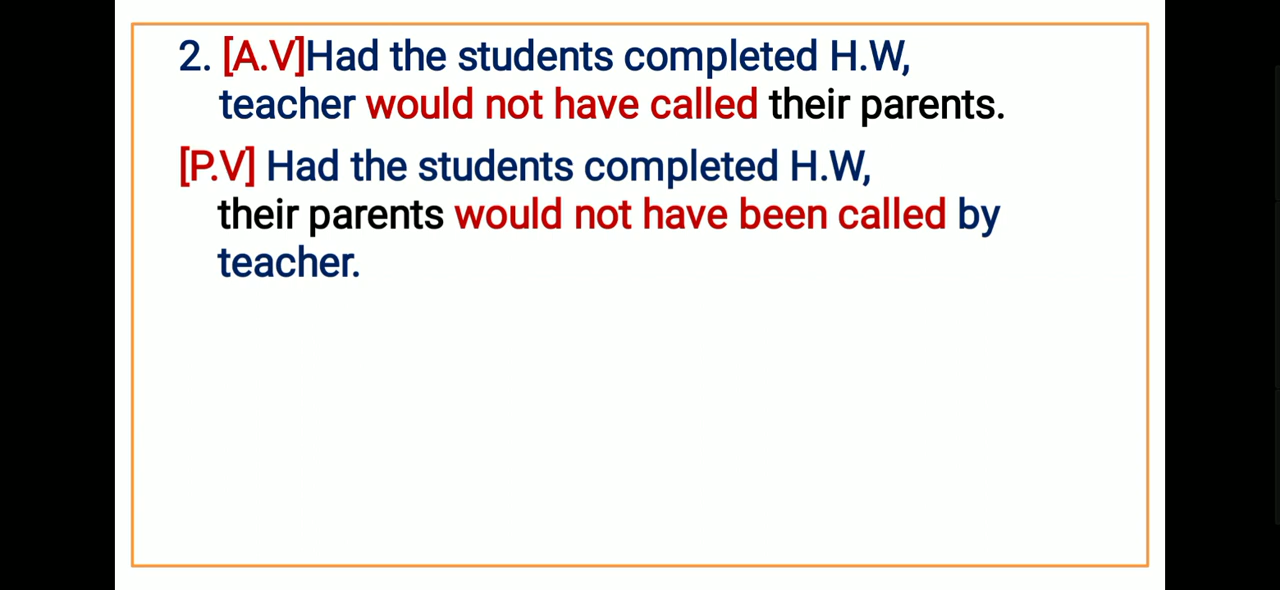 2. [A.V]Had the students completed H.W,
teacher would not have called their parents.
[P.V] Had the students completed H.W,
their parents would not have been called by
teacher.